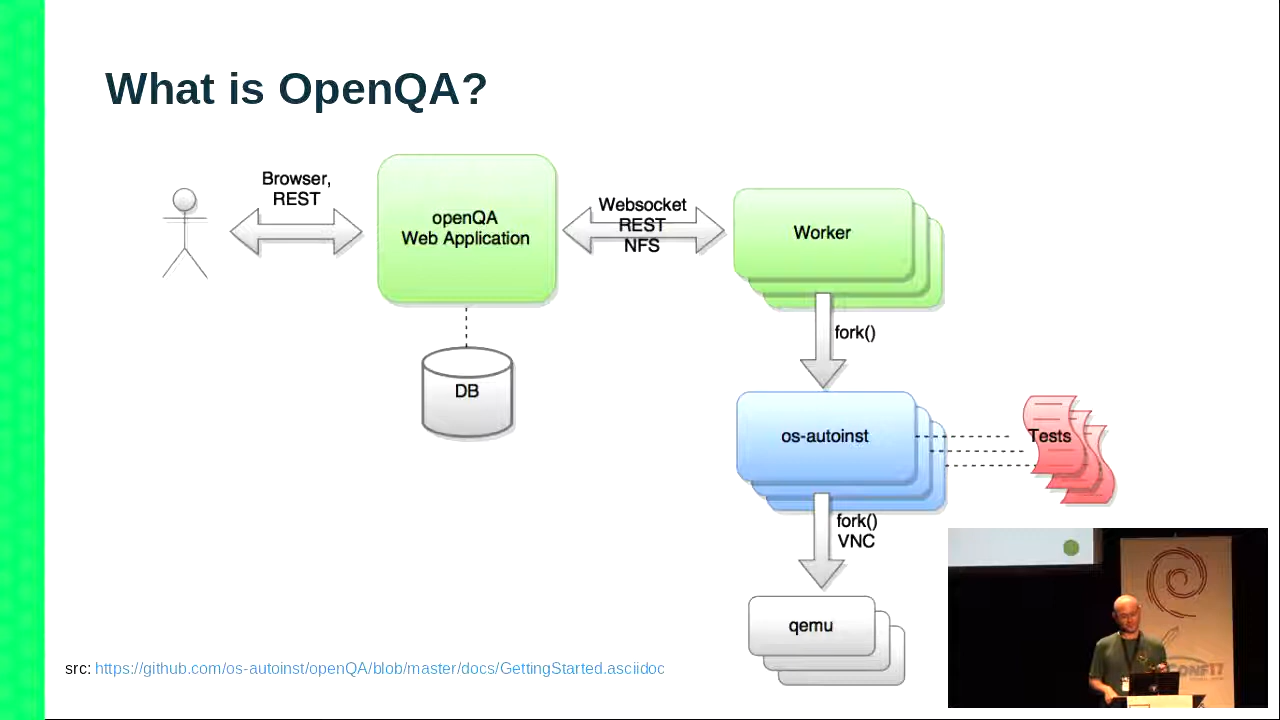 What is OpenQA?
Browser,
REST
openQA
Web Application
Websocket
REST
NFS
Worker
fork()
DB
os-autoinst
Tests
fork()
VNC
qemu
src: https://github.com/os-autoinst/openQA/blob/master/docs/GettingStarted.asciidoc
CONF17